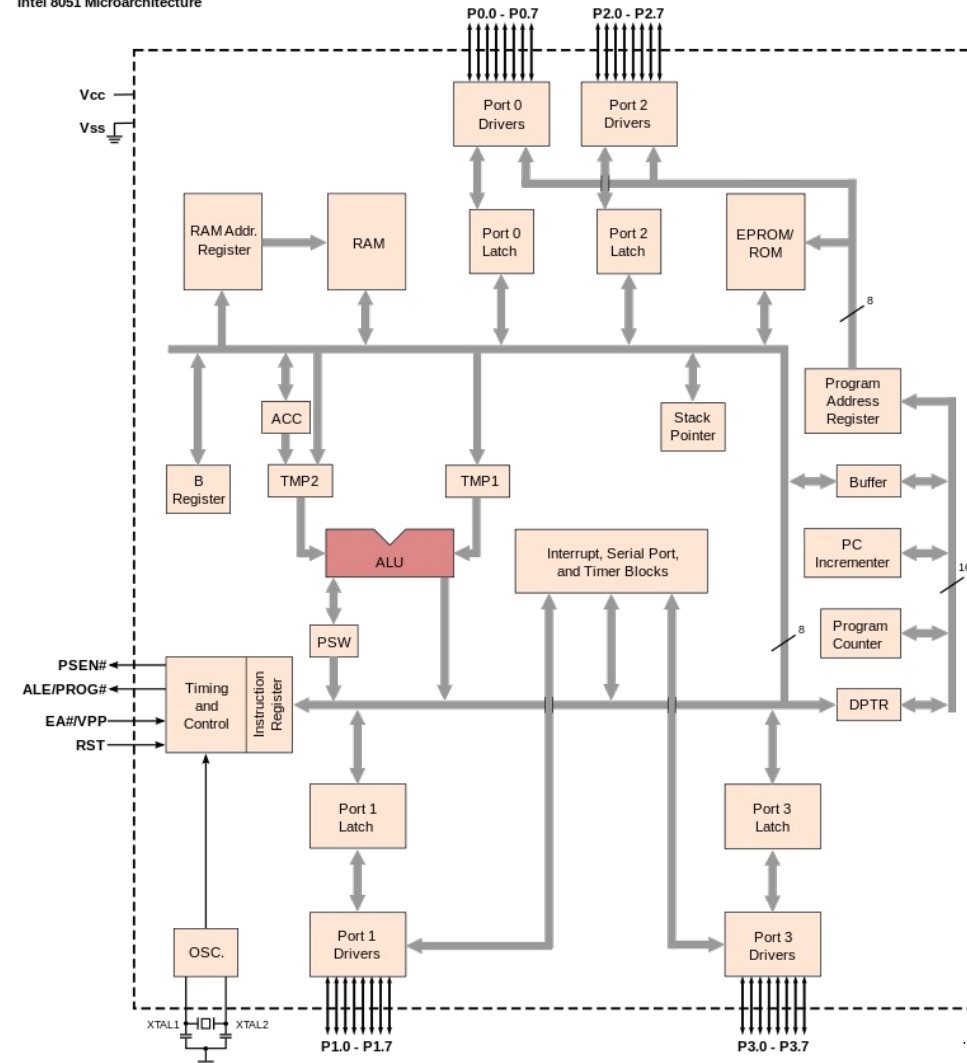 Intel 8051 Microarchitecture
P0.0 - P0.7
P2.0 - P2.7
Vcc
Vss
Port 0
Drivers
Port 2
Drivers
RAM Addr.
Register
RAM
Port 0
Latch
Port 2
Latch
EPROM/
ROM
8
Program
Address
Register
ACC
Stack
Pointer
B
Register
TMP2
TMP1
Buffer
ALU
Interrupt, Serial Port,
and Timer Blocks
PC
Incrementer
16
PSW
8
Program
Counter
PSEN#
ALE/PROG#
EA#/VPP
RST
Timing
and
Control
Instruction
Register
DPTR
Port 1
Latch
Port 3
Latch
OSC.
Port 1
Drivers
Port 3
Drivers
XTAL1
XTAL2
P1.0 - P1.7
P3.0 - P3.7